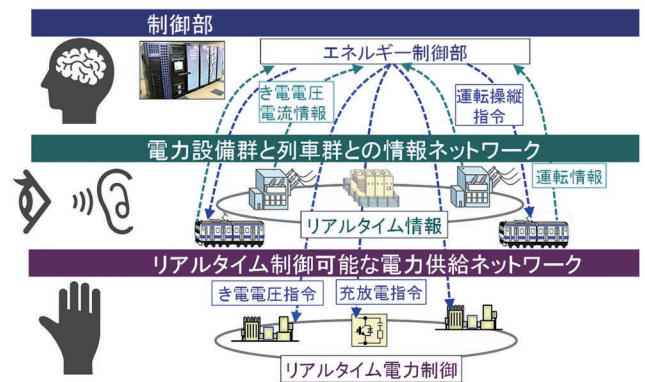 制御部
エネルギー制御部
き電電圧
電流情報
運転操縦
指令
電力設備群と列車群との情報ネットワーク
運転情報
リアルタイム情報
リアルタイム制御可能な電力供給ネットワーク
き電電圧指令
充放電指令
リアルタイム電力制御